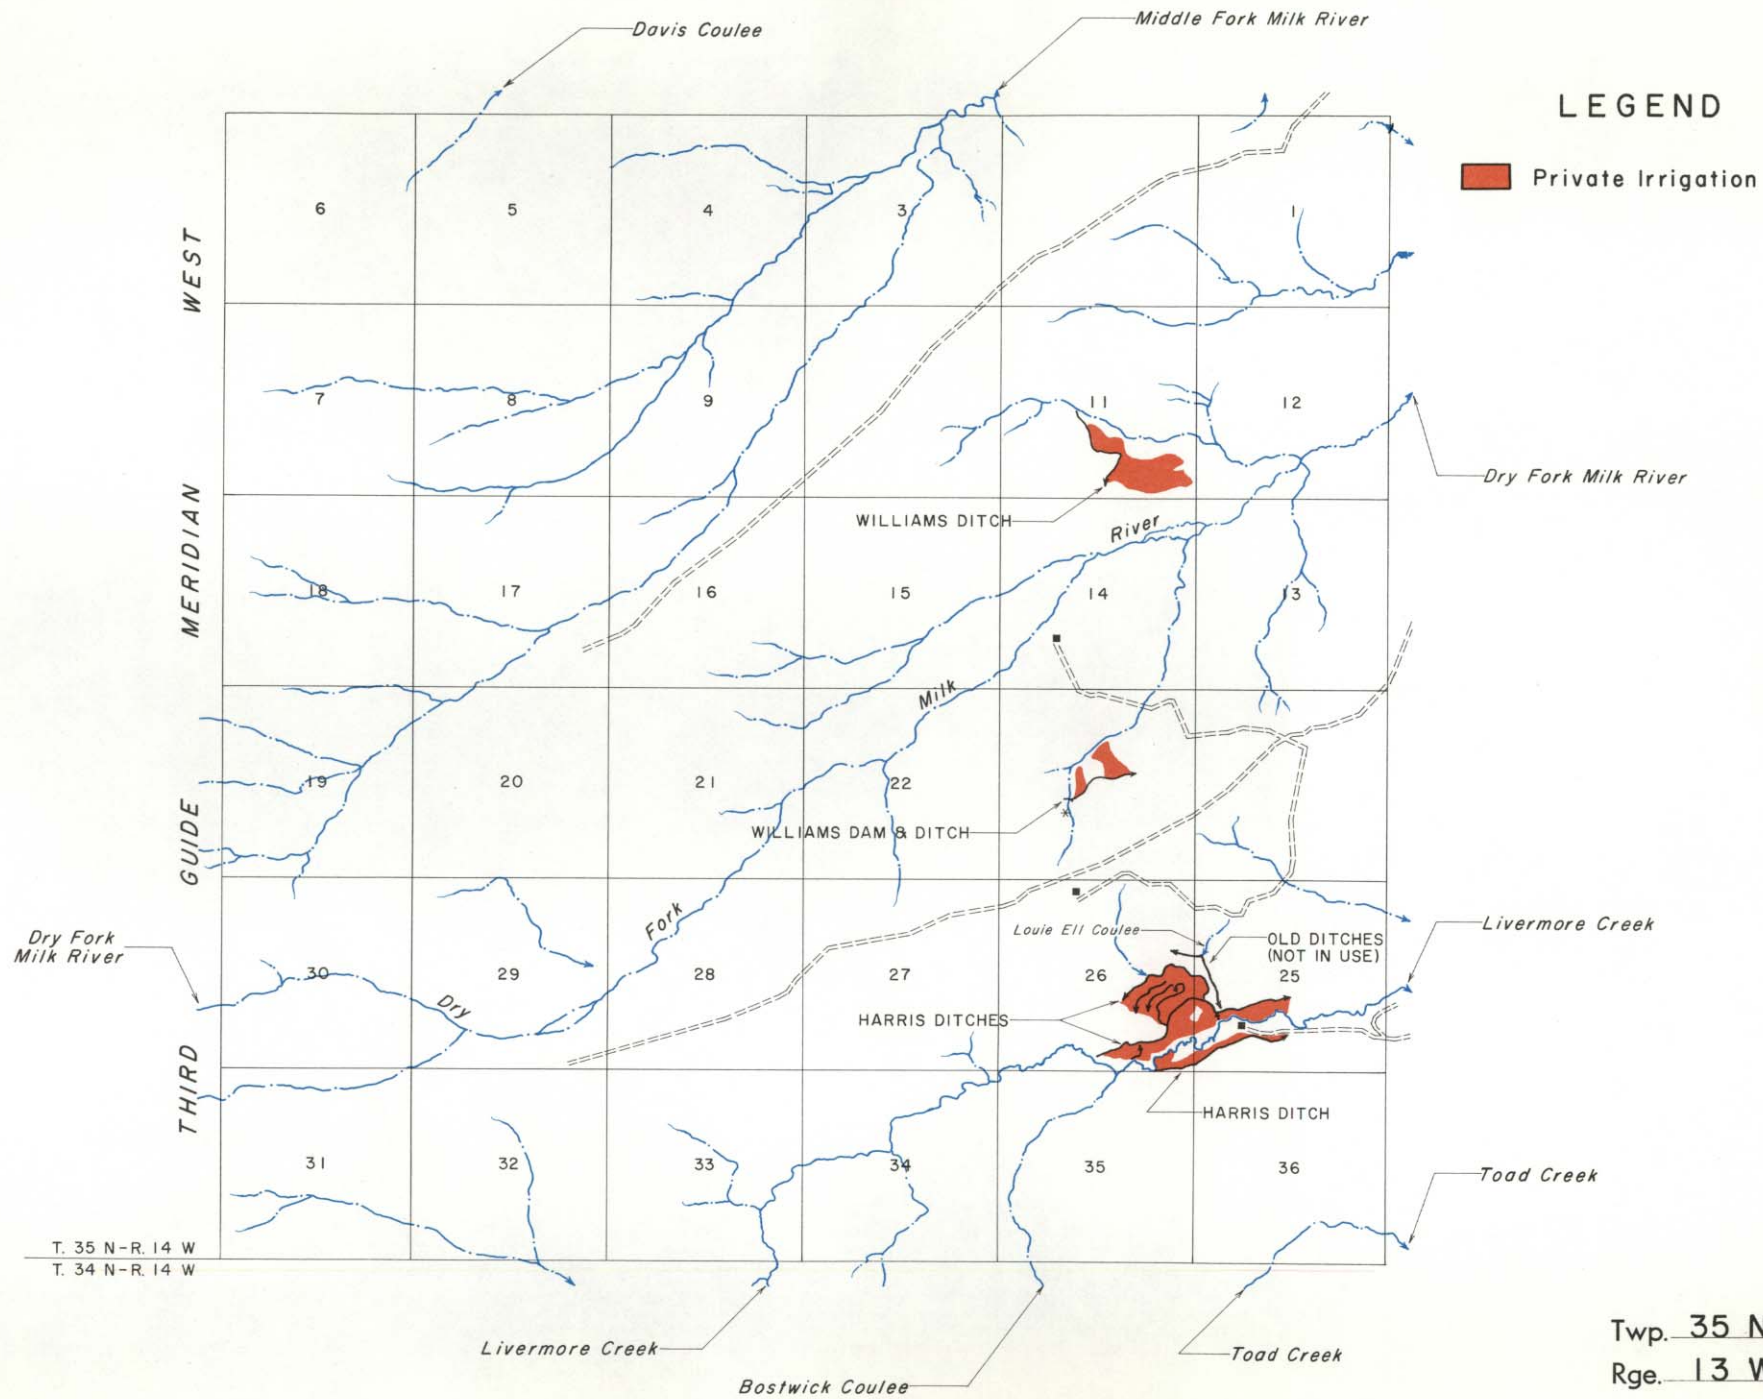 Davis Coulee
Middle Fork Milk River
LEGEND
Private Irrigation
6
5
4
3
1
WEST
7
8
9
11
12
Dry Fork Milk River
MERIDIAN
WILLIAMS DITCH
River
18
17
16
15
14
13
Milk
19
20
21
22
WILLIAMS DAM & DITCH
GUIDE
Fork
Louie Ell Coulee
OLD DITCHES
(NOT IN USE)
Livermore Creek
Dry Fork
Milk River
30
29
28
27
26
25
Dry
HARRIS DITCHES
THIRD
HARRIS DITCH
31
32
33
34
35
36
Toad Creek
T. 35 N-R. 14 W
T. 34 N-R. 14 W
Livermore Creek
Toad Creek
Bostwick Coulee
Twp. 35 N
Rge. 13 W